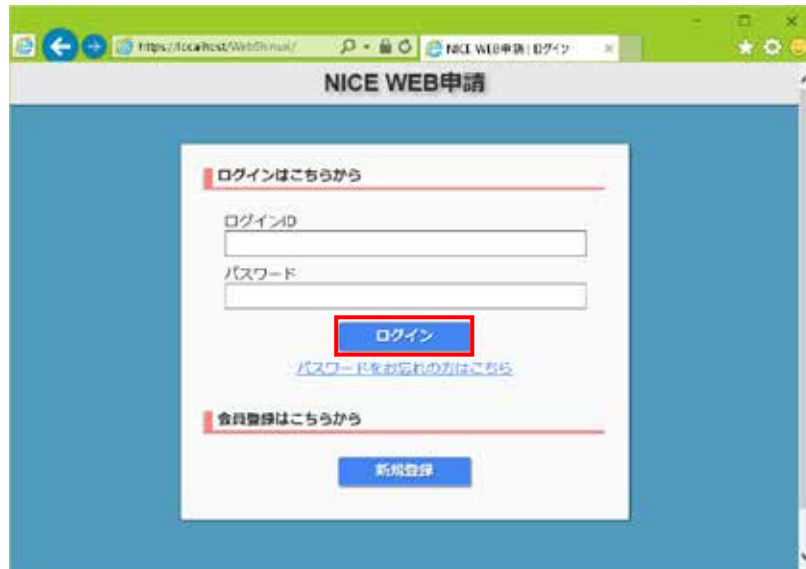 https://localhost/WebShinsei/
NICE WEB申請 | ログイン
NICE WEB申請
ログインはこちらから
ログインID
パスワード
ログイン
パスワードをお忘れの方はこちら
会員登録はこちらから
新規登録